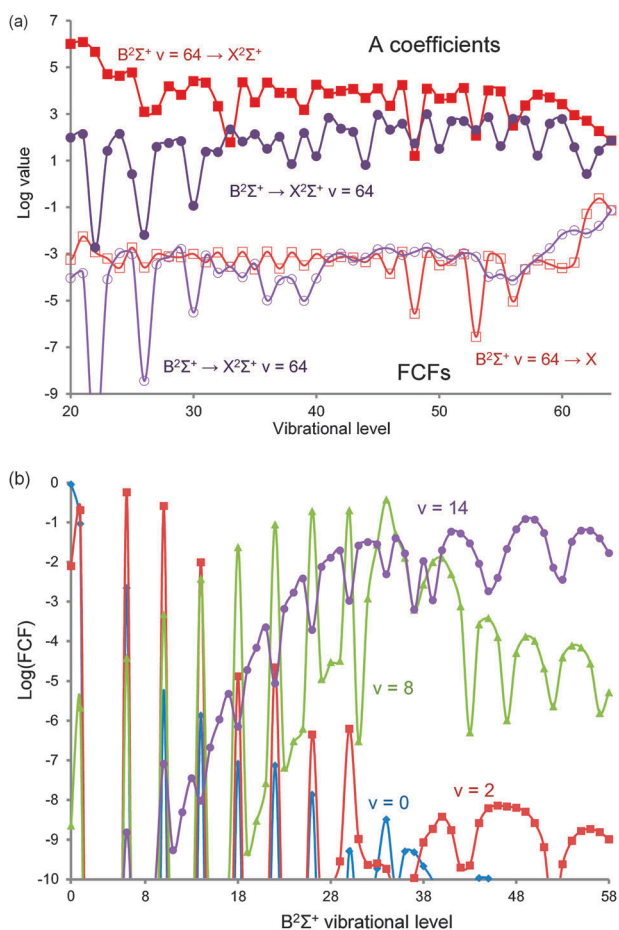 (a)
7
5
3
1
-1
-3
-5
-7
-9
Log value
B²Σ⁺ v = 64 → X²Σ⁺
A coefficients
B²Σ⁺ → X²Σ⁺ v = 64
B²Σ⁺ → X²Σ⁺ v = 64
FCFs
B²Σ⁺ v = 64 → X
20 30 40 50 60
Vibrational level
(b)
0
-1
-2
-3
-4
-5
-6
-7
-8
-9
-10
Log(FCF)
v = 14
v = 8
v = 0
v = 2
0 8 18 28 38 48 58
B²Σ⁺ vibrational level